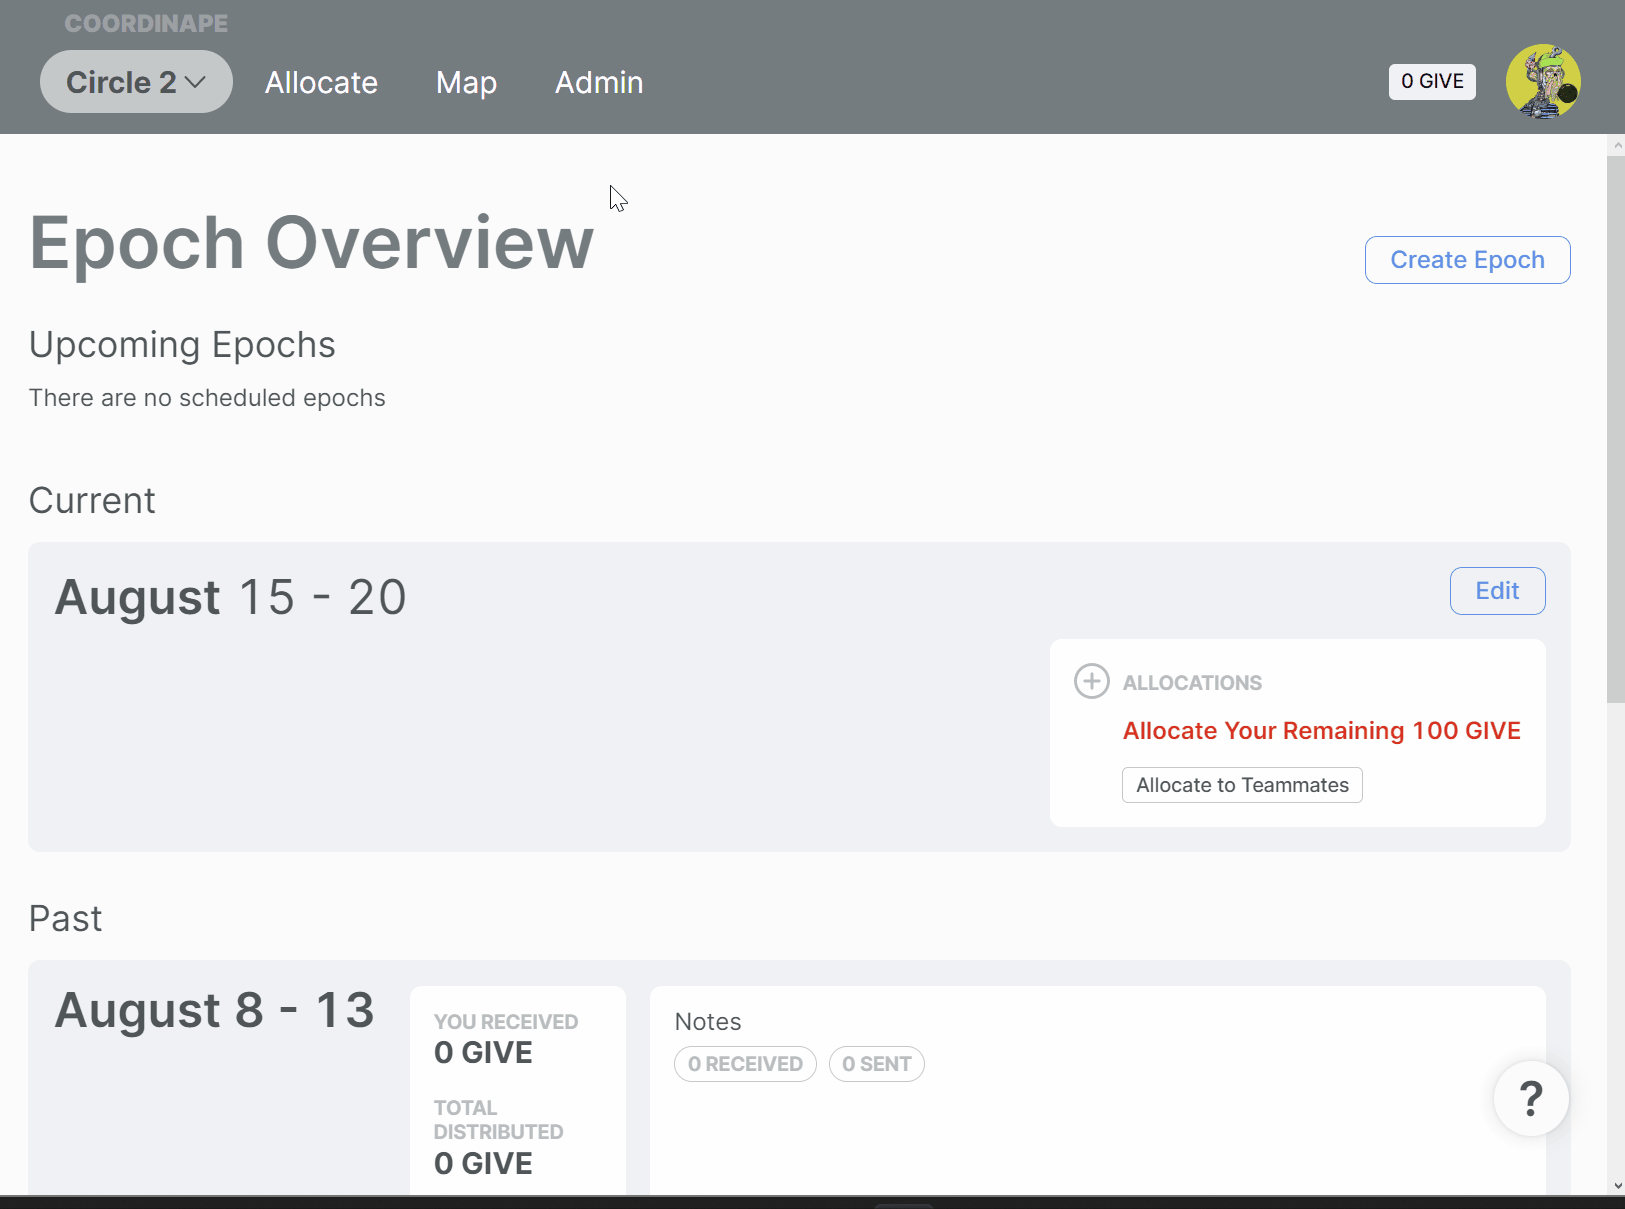 COORDINAPE
Circle 2
Allocate
Map
Admin
0 GIVE
Epoch Overview
Create Epoch
Upcoming Epochs
There are no scheduled epochs
Current
August 15 - 20
Edit
ALLOCATIONS
Allocate Your Remaining 100 GIVE
Allocate to Teammates
Past
August 8 - 13
YOU RECEIVED
0 GIVE
TOTAL
DISTRIBUTED
0 GIVE
Notes
0 RECEIVED
0 SENT
?